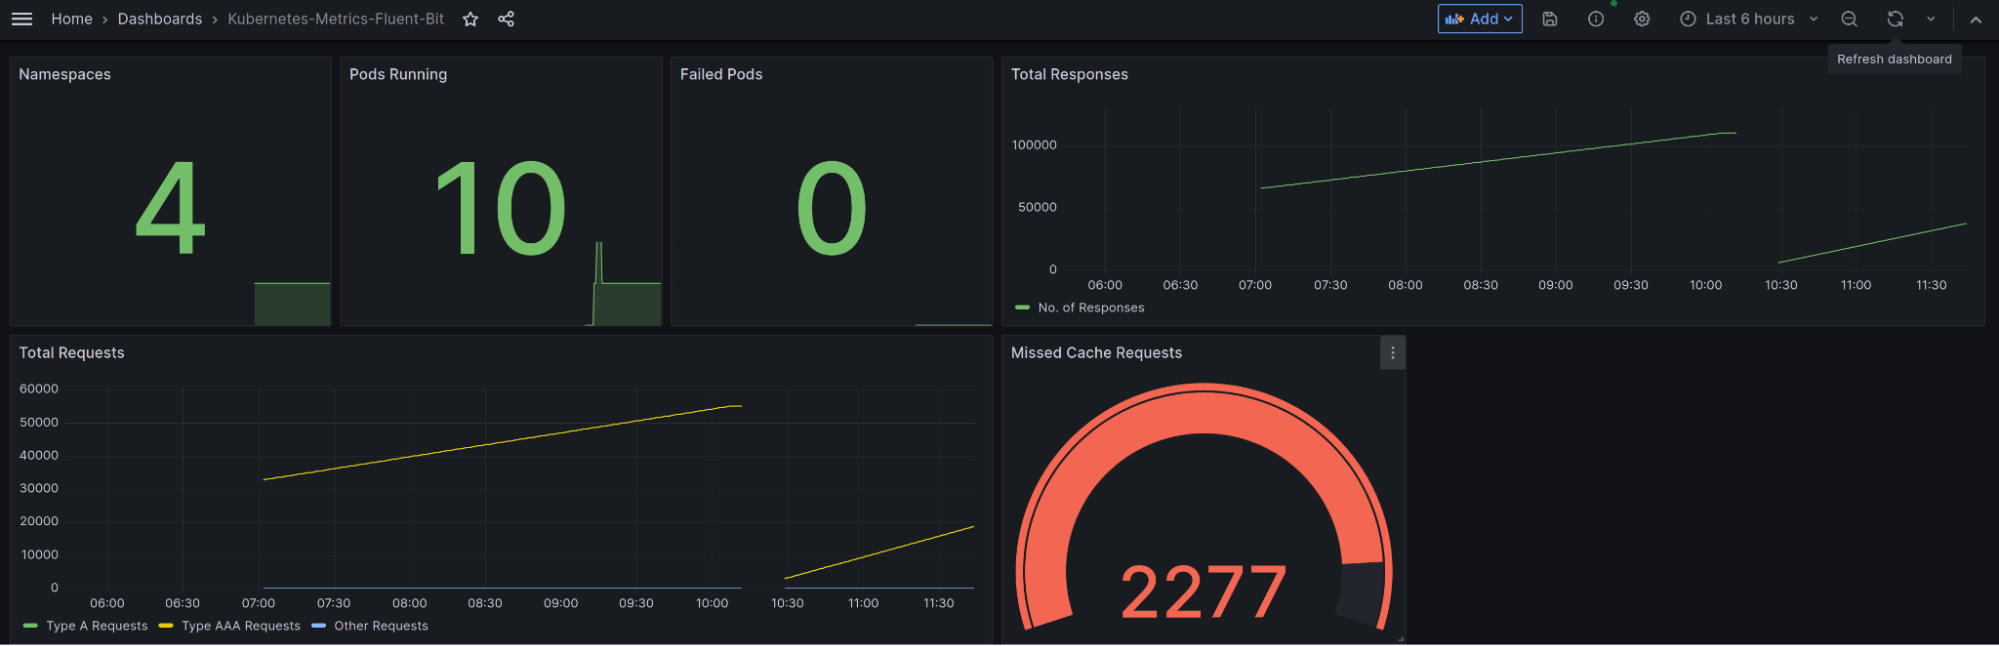 Home › Dashboards › Kubernetes-Metrics-Fluent-Bit
Add
Last 6 hours
Refresh dashboard
Namespaces
4
Pods Running
10
Failed Pods
0
Total Responses
100000
50000
0
06:00 06:30 07:00 07:30 08:00 08:30 09:00 09:30 10:00 10:30 11:00 11:30
No. of Responses
Total Requests
60000
50000
40000
30000
20000
10000
0
06:00 06:30 07:00 07:30 08:00 08:30 09:00 09:30 10:00 10:30 11:00 11:30
Type A Requests Type AAA Requests Other Requests
Missed Cache Requests
2277